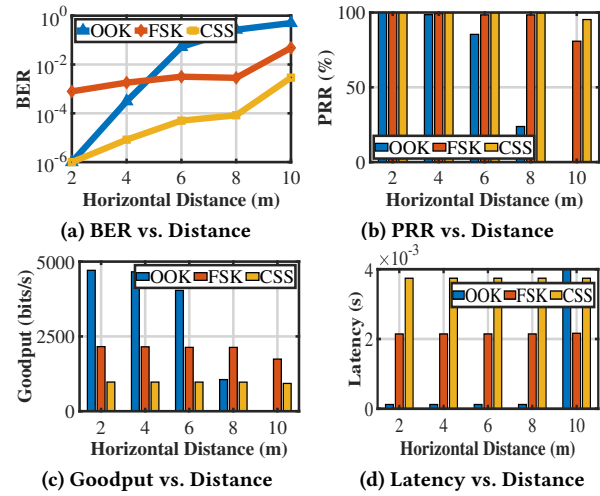 10^0
10^-2
10^-4
10^-6
BER
OOK FSK CSS
2 4 6 8 10
Horizontal Distance (m)
(a) BER vs. Distance
100
50
0
PRR
(%)
OOK FSK CSS
2 4 6 8 10
Horizontal Distance (m)
(b) PRR vs. Distance
5000
2500
0
Goodput (bits/s)
OOK FSK CSS
2 4 6 8 10
Horizontal Distance (m)
(c) Goodput vs. Distance
×10^-3
4
2
0
Latency (s)
OOK FSK CSS
2 4 6 8 10
Horizontal Distance (m)
(d) Latency vs. Distance